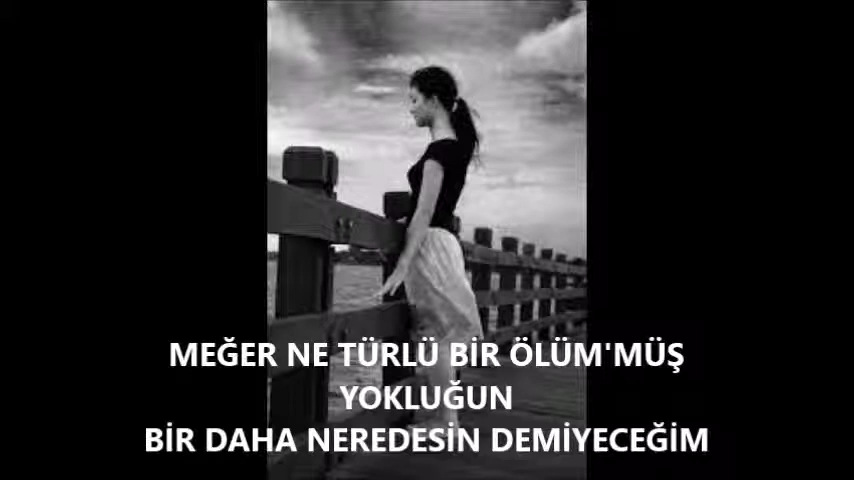 MEĞER NE TÜRLÜ BİR ÖLÜM'MÜŞ
YOKLUĞUN
BİR DAHA NEREDESİN DEMİYECEĞİM